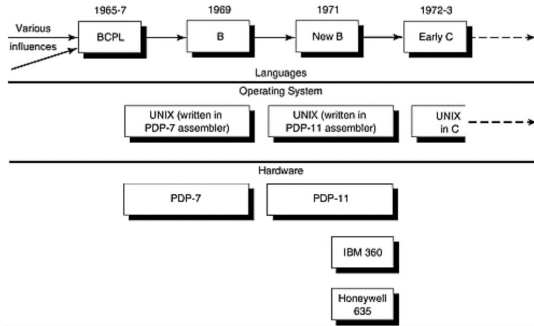 1965-7 1969 1971 1972-3
Various
influences
BCPL B New B Early C
Languages
Operating System
UNIX (written in
PDP-7 assembler)
UNIX (written in
PDP-11 assembler)
UNIX
in C
Hardware
PDP-7 PDP-11
IBM 360
Honeywell
635